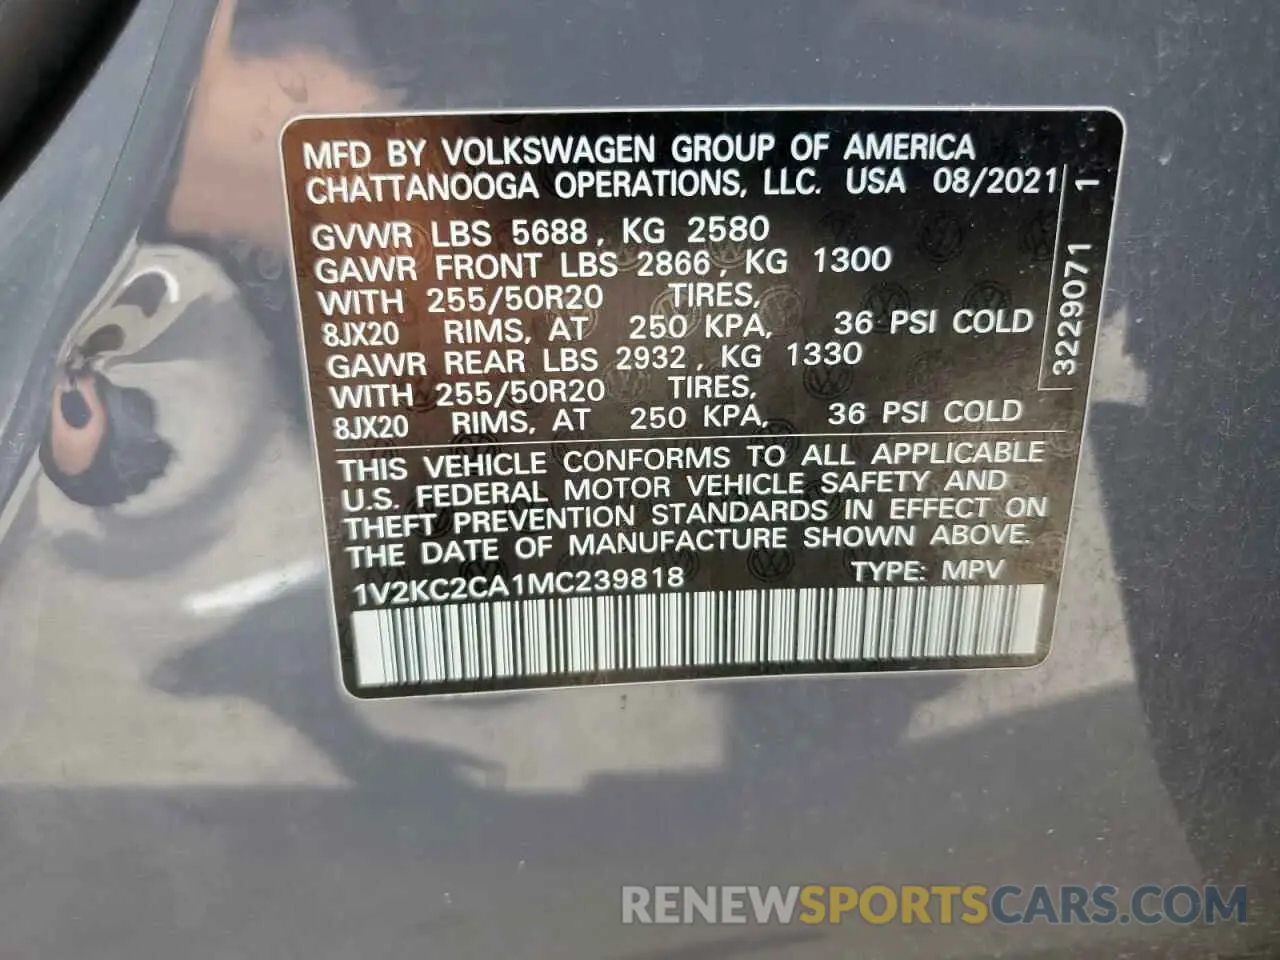 MFD BY VOLKSWAGEN GROUP OF AMERICA
CHATTANOOGA OPERATIONS, LLC. USA 08/2021
GVWR LBS 5688, KG 2580
GAWR FRONT LBS 2866, KG 1300
WITH 255/50R20 TIRES,
8JX20 RIMS, AT 250 KPA, 36 PSI COLD
GAWR REAR LBS 2932, KG 1330
WITH 255/50R20 TIRES,
8JX20 RIMS, AT 250 KPA, 36 PSI COLD
THIS VEHICLE CONFORMS TO ALL APPLICABLE
U.S. FEDERAL MOTOR VEHICLE SAFETY AND
THEFT PREVENTION STANDARDS IN EFFECT ON
THE DATE OF MANUFACTURE SHOWN ABOVE.
1V2KC2CA1MC239818 TYPE: MPV
3229071 1
RENEWSPORTSCARS.COM